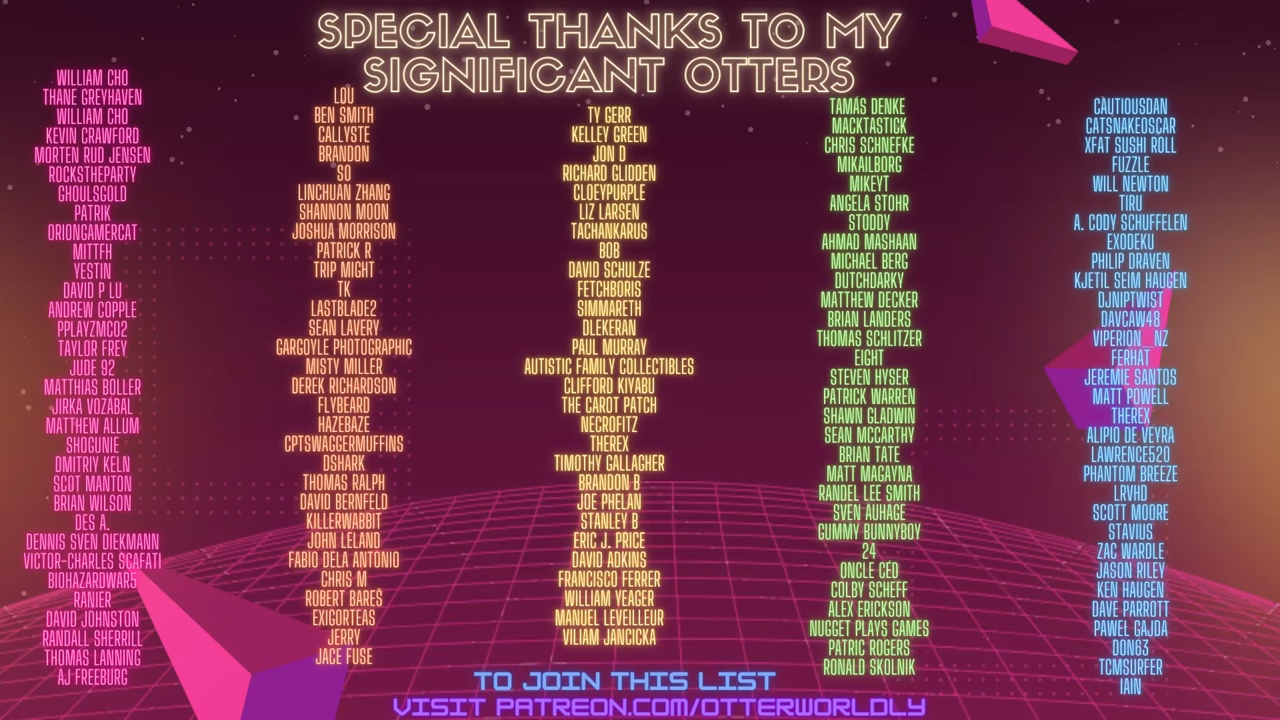 SPECIAL THANKS TO MY
SIGNIFICANT OTTERS
WILLIAM CHO
THANE GREYHAVEN
WILLIAM CHO
KEVIN CRAWFORD
MORTEN RUD JENSEN
ROCKSTHEPARTY
GHOULSGOLD
PATRIK
ORIONGAMERCAT
MITTFH
YESTIN
DAVID P LU
ANDREW COPPLE
PPLAYZMC02
TAYLOR FREY
JUDE 92
MATTHIAS BOLLER
JIRKA VOZÁBAL
MATTHEW ALLUM
SHOGUNIE
DMITRIY KELN
SCOT MANTON
BRIAN WILSON
DES A.
DENNIS SVEN DIEKMANN
VICTOR-CHARLES SCAFATI
BIOHAZARDWAR5
RANIER
DAVID JOHNSTON
RANDALL SHERRILL
THOMAS LANNING
AJ FREEBURG
LOU
BEN SMITH
CALLYSTE
BRANDON
SO
LINCHUAN ZHANG
SHANNON MOON
JOSHUA MORRISON
PATRICK R
TRIP MIGHT
TK
LASTBLADE2
SEAN LAVERY
GARGOYLE PHOTOGRAPHIC
MISTY MILLER
DEREK RICHARDSON
FLYBEARD
HAZEBAZE
CPTSWAGGERMUFFINS
DSHARK
THOMAS RALPH
DAVID BERNFELD
KILLERWABBIT
JOHN LELAND
FABIO DELA ANTONIO
CHRIS M
ROBERT BAREŠ
EXIGORTEAS
JERRY
JACE FUSE
TY GERR
KELLEY GREEN
JON D
RICHARD GLIDDEN
CLOEYPURPLE
LIZ LARSEN
TACHANKARUS
BOB
DAVID SCHULZE
FETCHBORIS
SIMMARETH
DLEKERAN
PAUL MURRAY
AUTISTIC FAMILY COLLECTIBLES
CLIFFORD KIYABU
THE CAROT PATCH
NECROFITZ
THEREX
TIMOTHY GALLAGHER
BRANDON B
JOE PHELAN
STANLEY B
ERIC J. PRICE
DAVID ADKINS
FRANCISCO FERRER
WILLIAM YEAGER
MANUEL LEVEILLEUR
VILIAM JANCICKA
TAMÁS DENKE
MACKTASTICK
CHRIS SCHNEFKE
MIKAILBORG
MIKEYT
ANGELA STOHR
STODDY
AHMAD MASHAAN
MICHAEL BERG
DUTCHDARKY
MATTHEW DECKER
BRIAN LANDERS
THOMAS SCHLITZER
EIGHT
STEVEN HYSER
PATRICK WARREN
SHAWN GLADWIN
SEAN MCCARTHY
BRIAN TATE
MATT MAGAYNA
RANDEL LEE SMITH
SVEN AUHAGE
GUMMY BUNNYBOY
24
ONCLE CED
COLBY SCHEFF
ALEX ERICKSON
NUGGET PLAYS GAMES
PATRIC ROGERS
RONALD SKOLNIK
CAUTIOUSDAN
CATSNAKEOSCAR
XFAT SUSHI ROLL
FUZZLE
WILL NEWTON
TIRU
A. CODY SCHUFFELEN
EXODEKU
PHILIP DRAVEN
KJETIL SEIM HAUGEN
DJNIPTWIST
DAVCAW48
VIPERION__NZ
FERHAT
JEREMIE SANTOS
MATT POWELL
THEREX
ALIPIO DE VEYRA
LAWRENCE520
PHANTOM BREEZE
LRVHD
SCOTT MOORE
STAVIUS
ZAC WARDLE
JASON RILEY
KEN HAUGEN
DAVE PARROTT
PAWEŁ GAJDA
DON63
TCMSURFER
IAIN
TO JOIN THIS LIST
VISIT PATREON.COM/OTTERWORLDLY